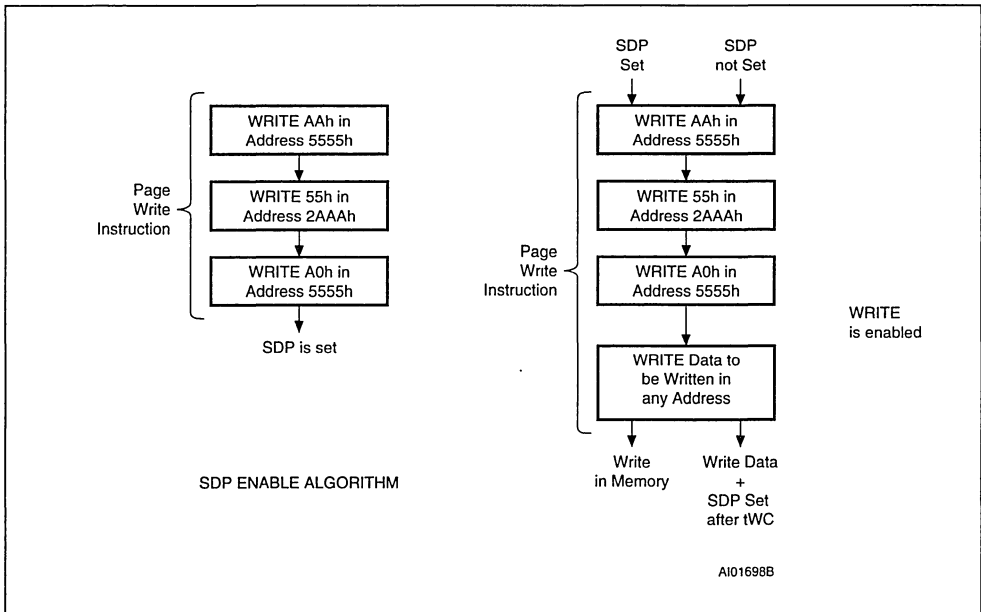 WRITE AAh in
Address 5555h
Page
Write
Instruction
WRITE 55h in
Address 2AAAh
WRITE A0h in
Address 5555h
SDP is set
SDP ENABLE ALGORITHM
SDP
Set
SDP
not Set
WRITE AAh in
Address 5555h
WRITE 55h in
Address 2AAAh
Page
Write
Instruction
WRITE A0h in
Address 5555h
WRITE
is enabled
WRITE Data to
be Written in
any Address
Write
in Memory
Write Data
+
SDP Set
after tWC
AI01698B